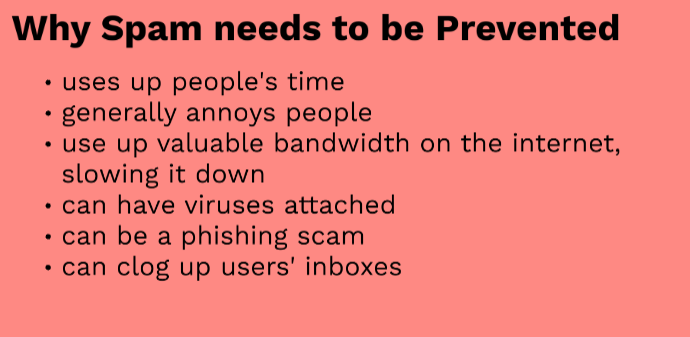 Why Spam needs to be Prevented
• uses up people's time
• generally annoys people
• use up valuable bandwidth on the internet,
slowing it down
• can have viruses attached
• can be a phishing scam
• can clog up users' inboxes